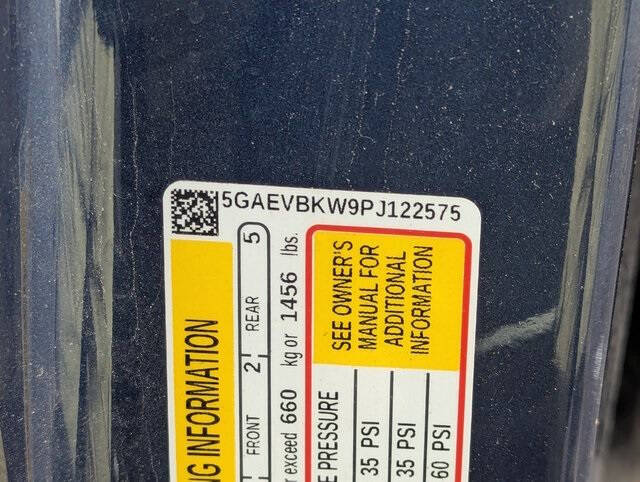 5GAEVBKW9PJ122575
NG INFORMATION
FRONT 2 REAR 5
exceed 660 kg or 1456 lbs.
PRESSURE
35 PSI
35 PSI
60 PSI
SEE OWNER'S
MANUAL FOR
ADDITIONAL
INFORMATION